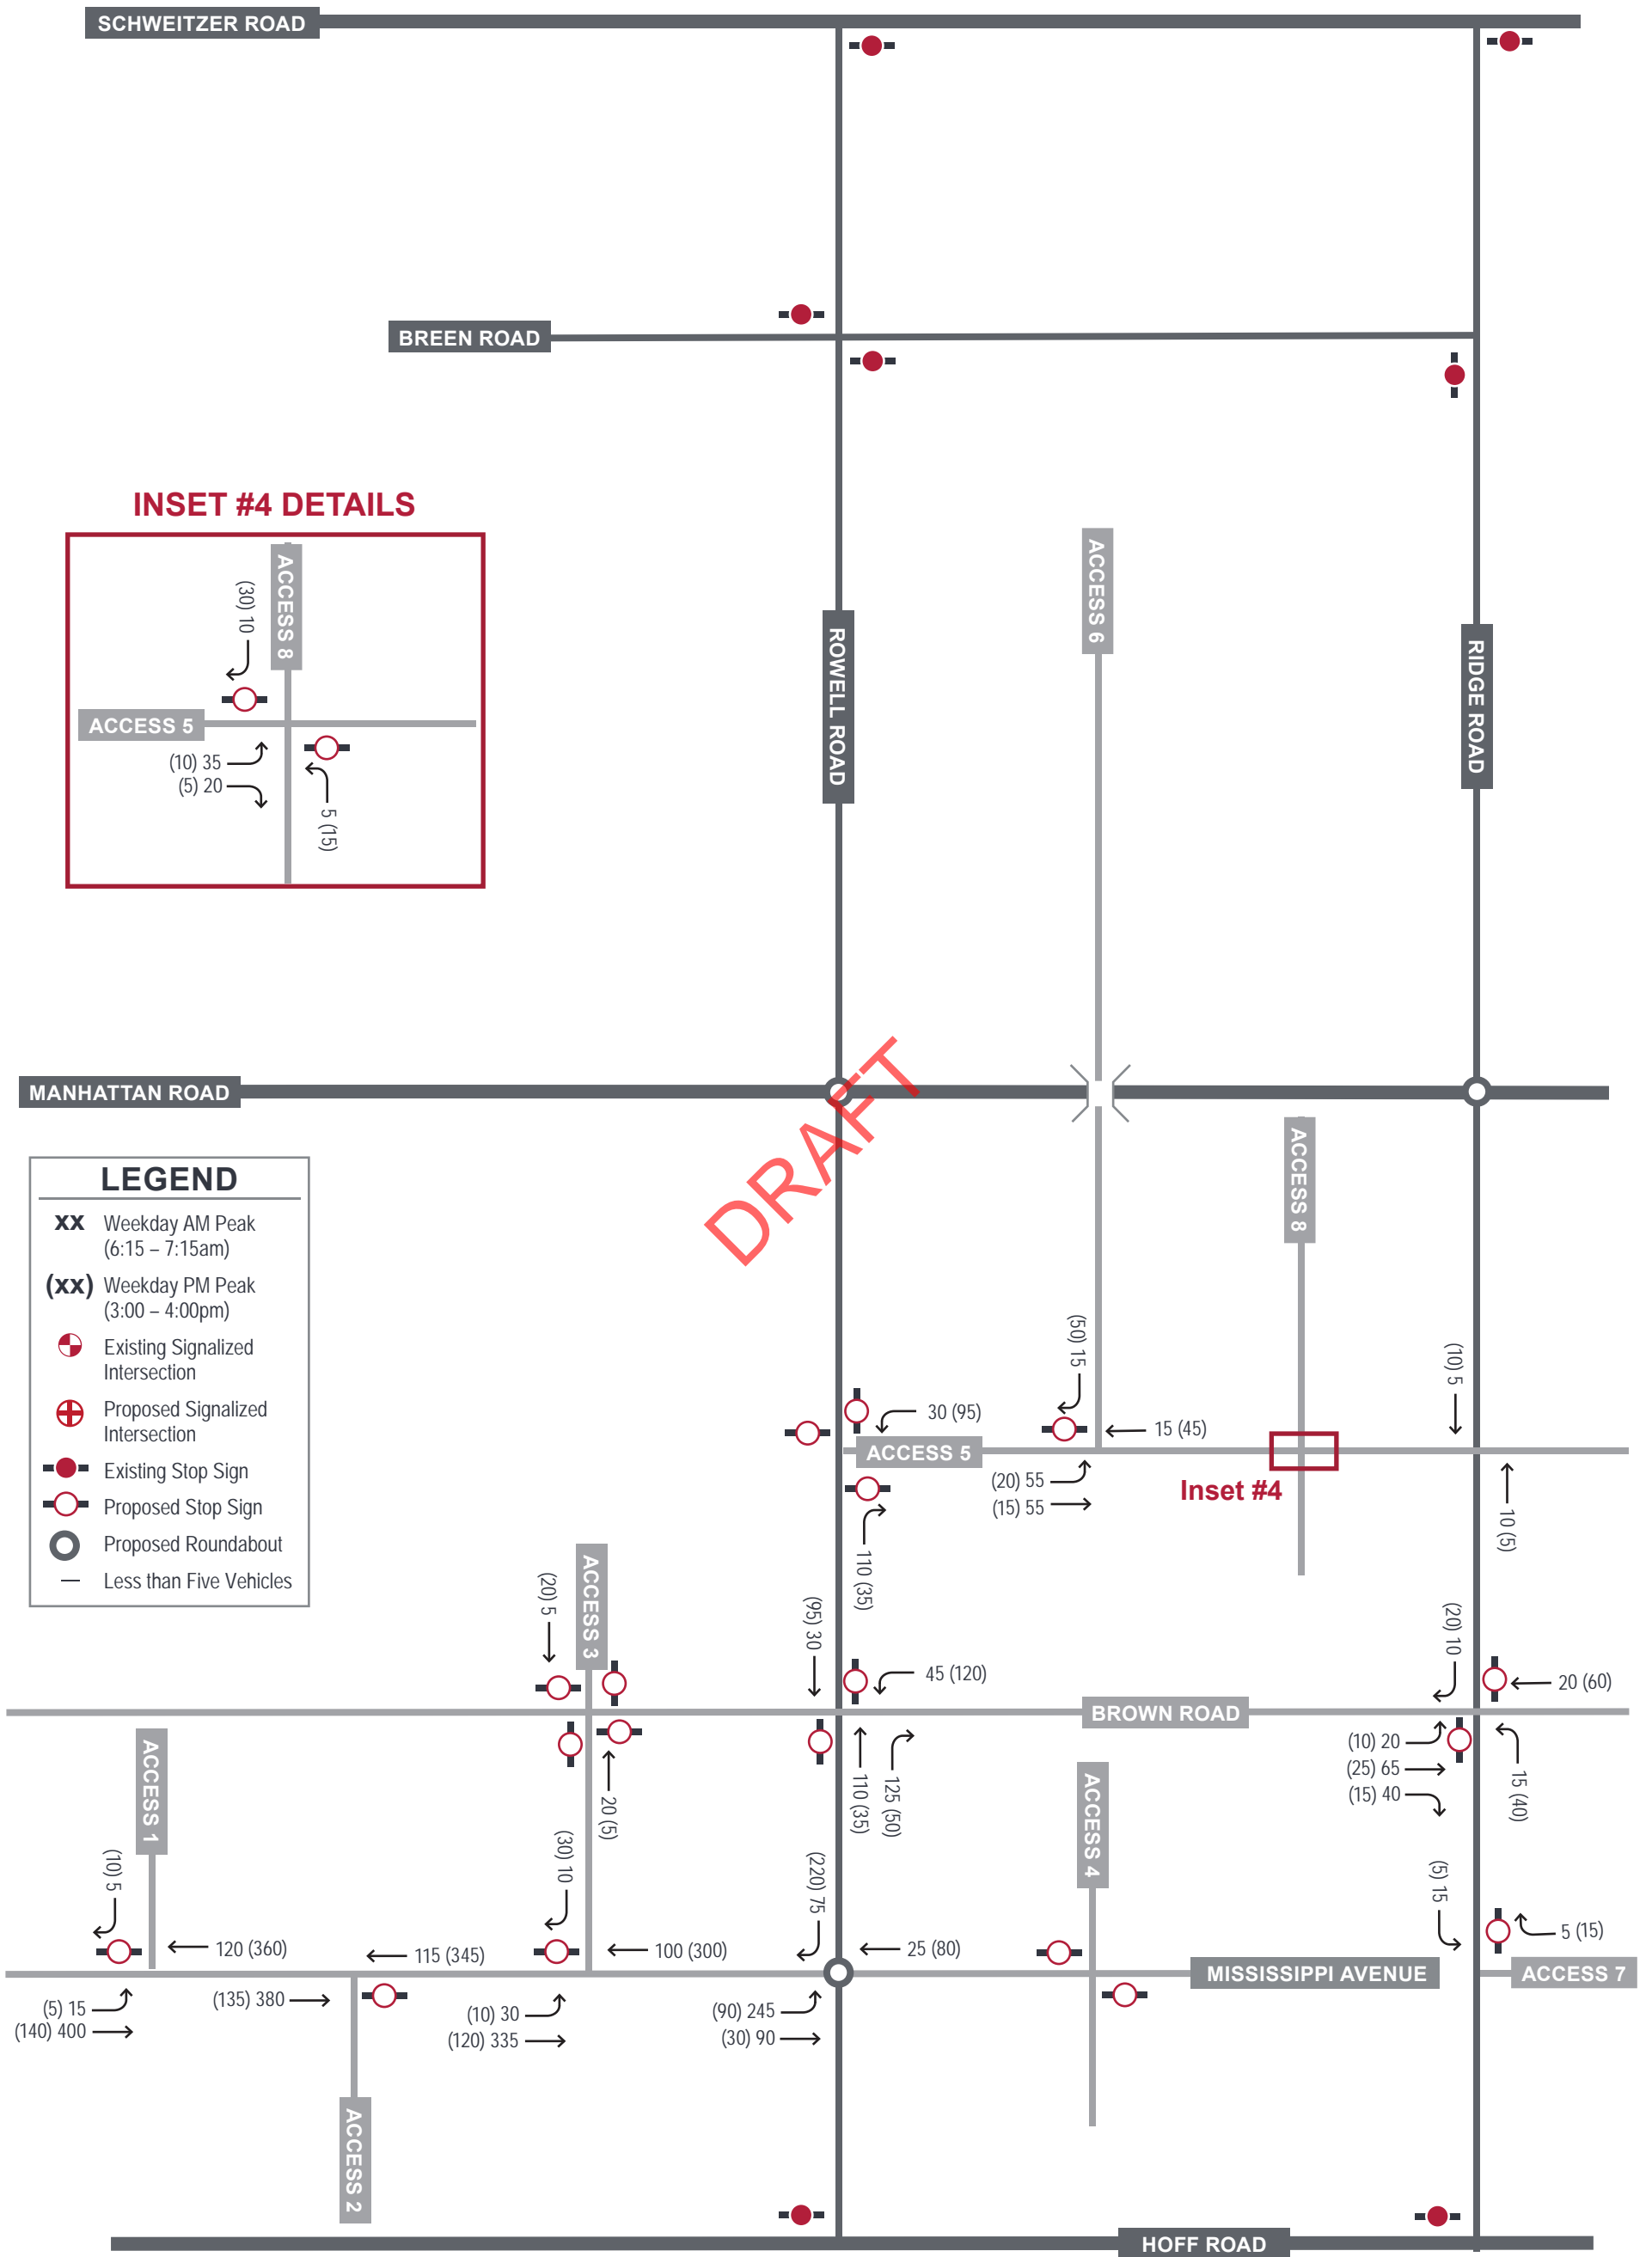 SCHWEITZER ROAD
BREEN ROAD
INSET #4 DETAILS
ACCESS 8
(30) 10
ACCESS 5
(10) 35
(5) 20
5 (15)
ROWELL ROAD
ACCESS 6
RIDGE ROAD
MANHATTAN ROAD
DRAFT
ACCESS 8
LEGEND
xx Weekday AM Peak
(6:15 – 7:15am)
(xx) Weekday PM Peak
(3:00 – 4:00pm)
Existing Signalized
Intersection
Proposed Signalized
Intersection
Existing Stop Sign
Proposed Stop Sign
Proposed Roundabout
Less than Five Vehicles
(50) 15
(10) 5
30 (95)
15 (45)
ACCESS 5
(20) 55
(15) 55
Inset #4
110 (35)
10 (5)
ACCESS 3
(20) 5
(95) 30
45 (120)
(20) 10
20 (60)
BROWN ROAD
ACCESS 1
20 (5)
110 (35)
125 (50)
ACCESS 4
(10) 20
(25) 65
(15) 40
15 (40)
(10) 5
(30) 10
(220) 75
(5) 15
120 (360)
115 (345)
100 (300)
25 (80)
5 (15)
MISSISSIPPI AVENUE
ACCESS 7
(5) 15
(140) 400
(135) 380
(10) 30
(120) 335
(90) 245
(30) 90
ACCESS 2
HOFF ROAD